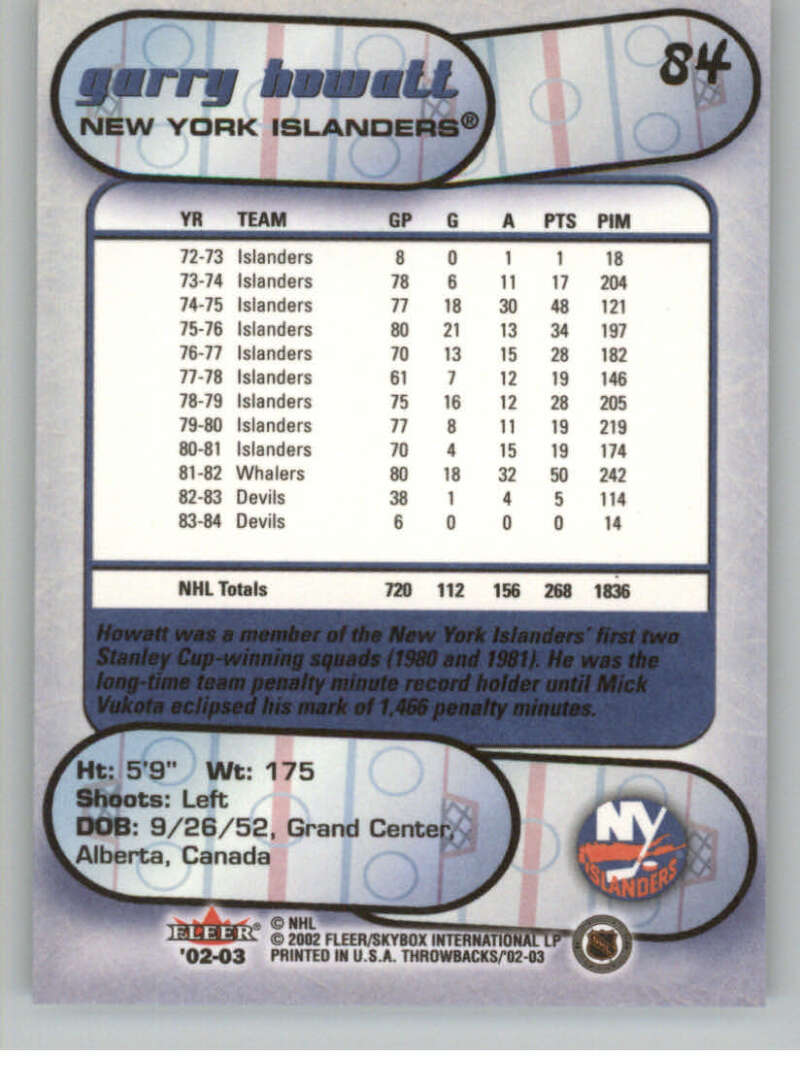 garry howatt
NEW YORK ISLANDERS®
84
YR TEAM GP G A PTS PIM
72-73 Islanders 8 0 1 1 18
73-74 Islanders 78 6 11 17 204
74-75 Islanders 77 18 30 48 121
75-76 Islanders 80 21 13 34 197
76-77 Islanders 70 13 15 28 182
77-78 Islanders 61 7 12 19 146
78-79 Islanders 75 16 12 28 205
79-80 Islanders 77 8 11 19 219
80-81 Islanders 70 4 15 19 174
81-82 Whalers 80 18 32 50 242
82-83 Devils 38 1 4 5 114
83-84 Devils 6 0 0 0 14
NHL Totals 720 112 156 268 1836
Howatt was a member of the New York Islanders' first two
Stanley Cup-winning squads (1980 and 1981). He was the
long-time team penalty minute record holder until Mick
Vukota eclipsed his mark of 1,466 penalty minutes.
Ht: 5'9" Wt: 175
Shoots: Left
DOB: 9/26/52, Grand Center,
Alberta, Canada
NY
ISLANDERS
FLEER®
'02-03
© NHL
© 2002 FLEER/SKYBOX INTERNATIONAL LP
PRINTED IN U.S.A. THROWBACKS/'02-03